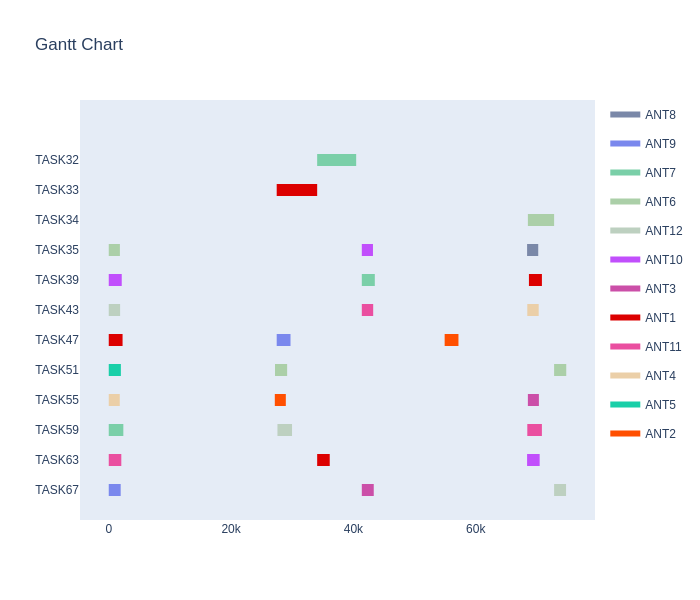 Gantt Chart
TASK32
TASK33
TASK34
TASK35
TASK39
TASK43
TASK47
TASK51
TASK55
TASK59
TASK63
TASK67
0 20k 40k 60k
ANT8
ANT9
ANT7
ANT6
ANT12
ANT10
ANT3
ANT1
ANT11
ANT4
ANT5
ANT2